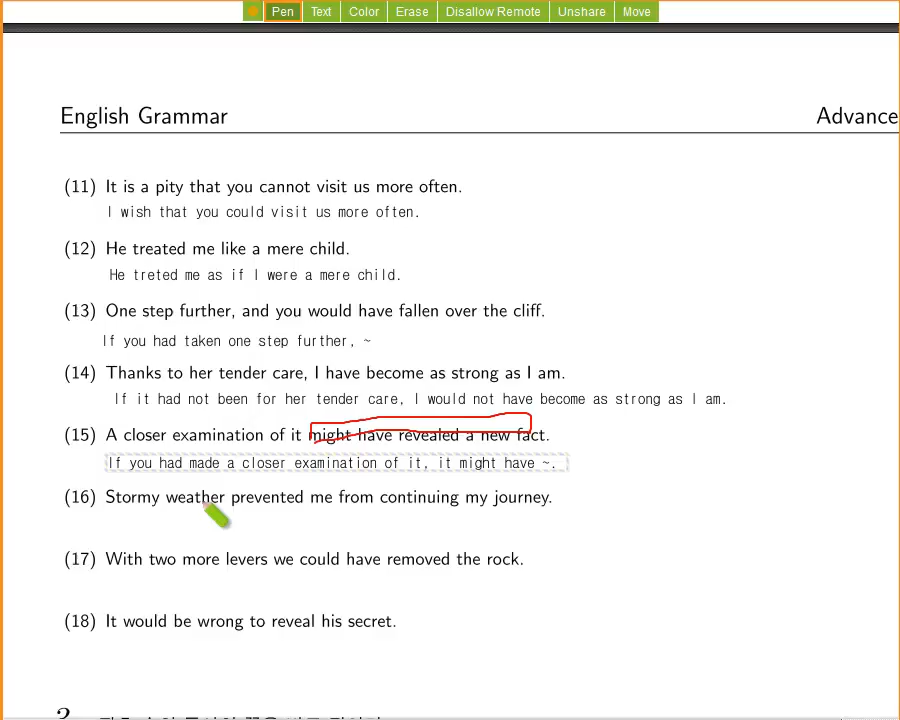 Pen Text Color Erase Disallow Remote Unshare Move
English Grammar Advance
(11) It is a pity that you cannot visit us more often.
I wish that you could visit us more often.
(12) He treated me like a mere child.
He treted me as if I were a mere child.
(13) One step further, and you would have fallen over the cliff.
If you had taken one step further, ~
(14) Thanks to her tender care, I have become as strong as I am.
If it had not been for her tender care, I would not have become as strong as I am.
(15) A closer examination of it might have revealed a new fact.
If you had made a closer examination of it, it might have ~.
(16) Stormy weather prevented me from continuing my journey.
(17) With two more levers we could have removed the rock.
(18) It would be wrong to reveal his secret.